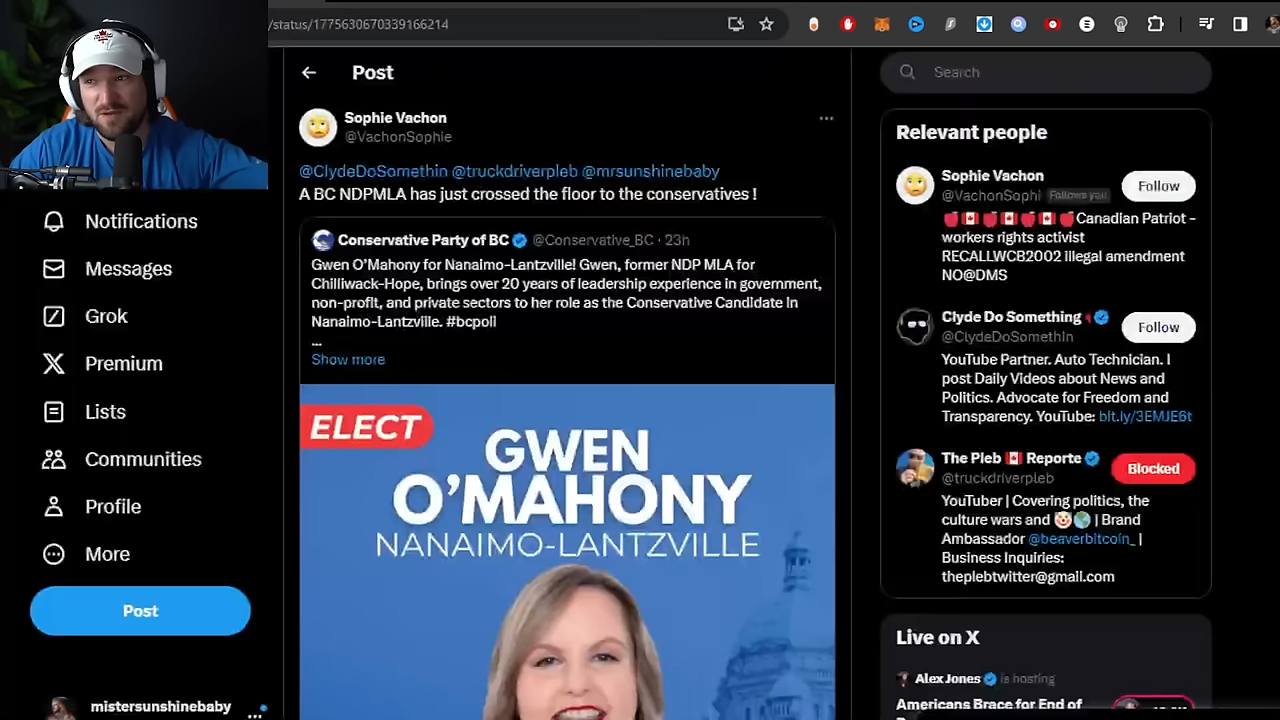 /status/1775630670339166214
Post
Search
Sophie Vachon
@VachonSophie
@ClydeDoSomethin @truckdriverpleb @mrsunshinebaby
A BC NDPMLA has just crossed the floor to the conservatives !
Conservative Party of BC @Conservative_BC · 23h
Gwen O'Mahony for Nanaimo-Lantzville! Gwen, former NDP MLA for
Chilliwack-Hope, brings over 20 years of leadership experience in government,
non-profit, and private sectors to her role as the Conservative Candidate in
Nanaimo-Lantzville. #bcpoli
...
Show more
ELECT
GWEN
O'MAHONY
NANAIMO-LANTZVILLE
Notifications
Messages
Grok
Premium
Lists
Communities
Profile
More
Post
mistersunshinebaby
Relevant people
Sophie Vachon
@VachonSophi Follows you
Follow
Canadian Patriot -
workers rights activist
RECALLWCB2002 illegal amendment
NO@DMS
Clyde Do Something
@ClydeDoSomethin
Follow
YouTube Partner. Auto Technician. I
post Daily Videos about News and
Politics. Advocate for Freedom and
Transparency. YouTube: bit.ly/3EMJE6t
The Pleb Reporte
@truckdriverpleb
Blocked
YouTuber | Covering politics, the
culture wars and | Brand
Ambassador @beaverbitcoin_ |
Business Inquiries:
theplebtwitter@gmail.com
Live on X
Alex Jones is hosting
Americans Brace for End of